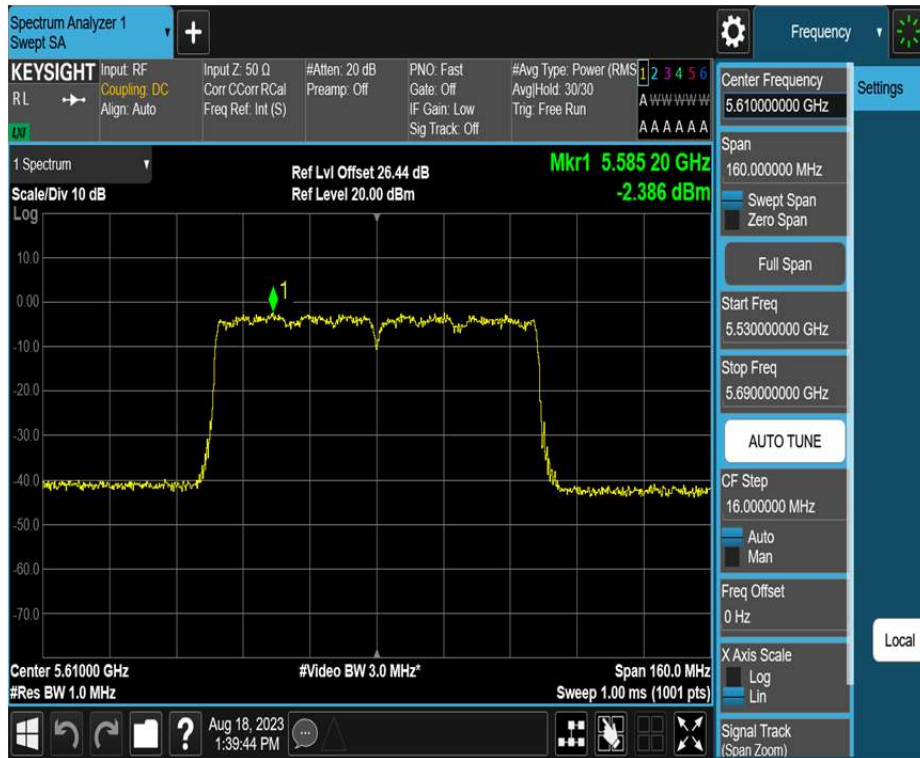 Spectrum Analyzer 1
Swept SA
Frequency
KEYSIGHT
RL
LXI
Input: RF
Coupling: DC
Align: Auto
Input Z: 50 Ω
Corr CCorr RCal
Freq Ref: Int (S)
#Atten: 20 dB
Preamp: Off
PNO: Fast
Gate: Off
IF Gain: Low
Sig Track: Off
#Avg Type: Power (RMS
Avg|Hold: 30/30
Trig: Free Run
1 2 3 4 5 6
A W W W W W
A A A A A A
1 Spectrum
Scale/Div 10 dB
Log
Ref Lvl Offset 26.44 dB
Ref Level 20.00 dBm
Mkr1 5.585 20 GHz
-2.386 dBm
10.0
0.00
-10.0
-20.0
-30.0
-40.0
-50.0
-60.0
-70.0
1
Center 5.61000 GHz
#Res BW 1.0 MHz
#Video BW 3.0 MHz*
Span 160.0 MHz
Sweep 1.00 ms (1001 pts)
Aug 18, 2023
1:39:44 PM
Center Frequency
5.610000000 GHz
Span
160.000000 MHz
Swept Span
Zero Span
Full Span
Start Freq
5.530000000 GHz
Stop Freq
5.690000000 GHz
AUTO TUNE
CF Step
16.000000 MHz
Auto
Man
Freq Offset
0 Hz
X Axis Scale
Log
Lin
Signal Track
(Span Zoom)
Settings
Local